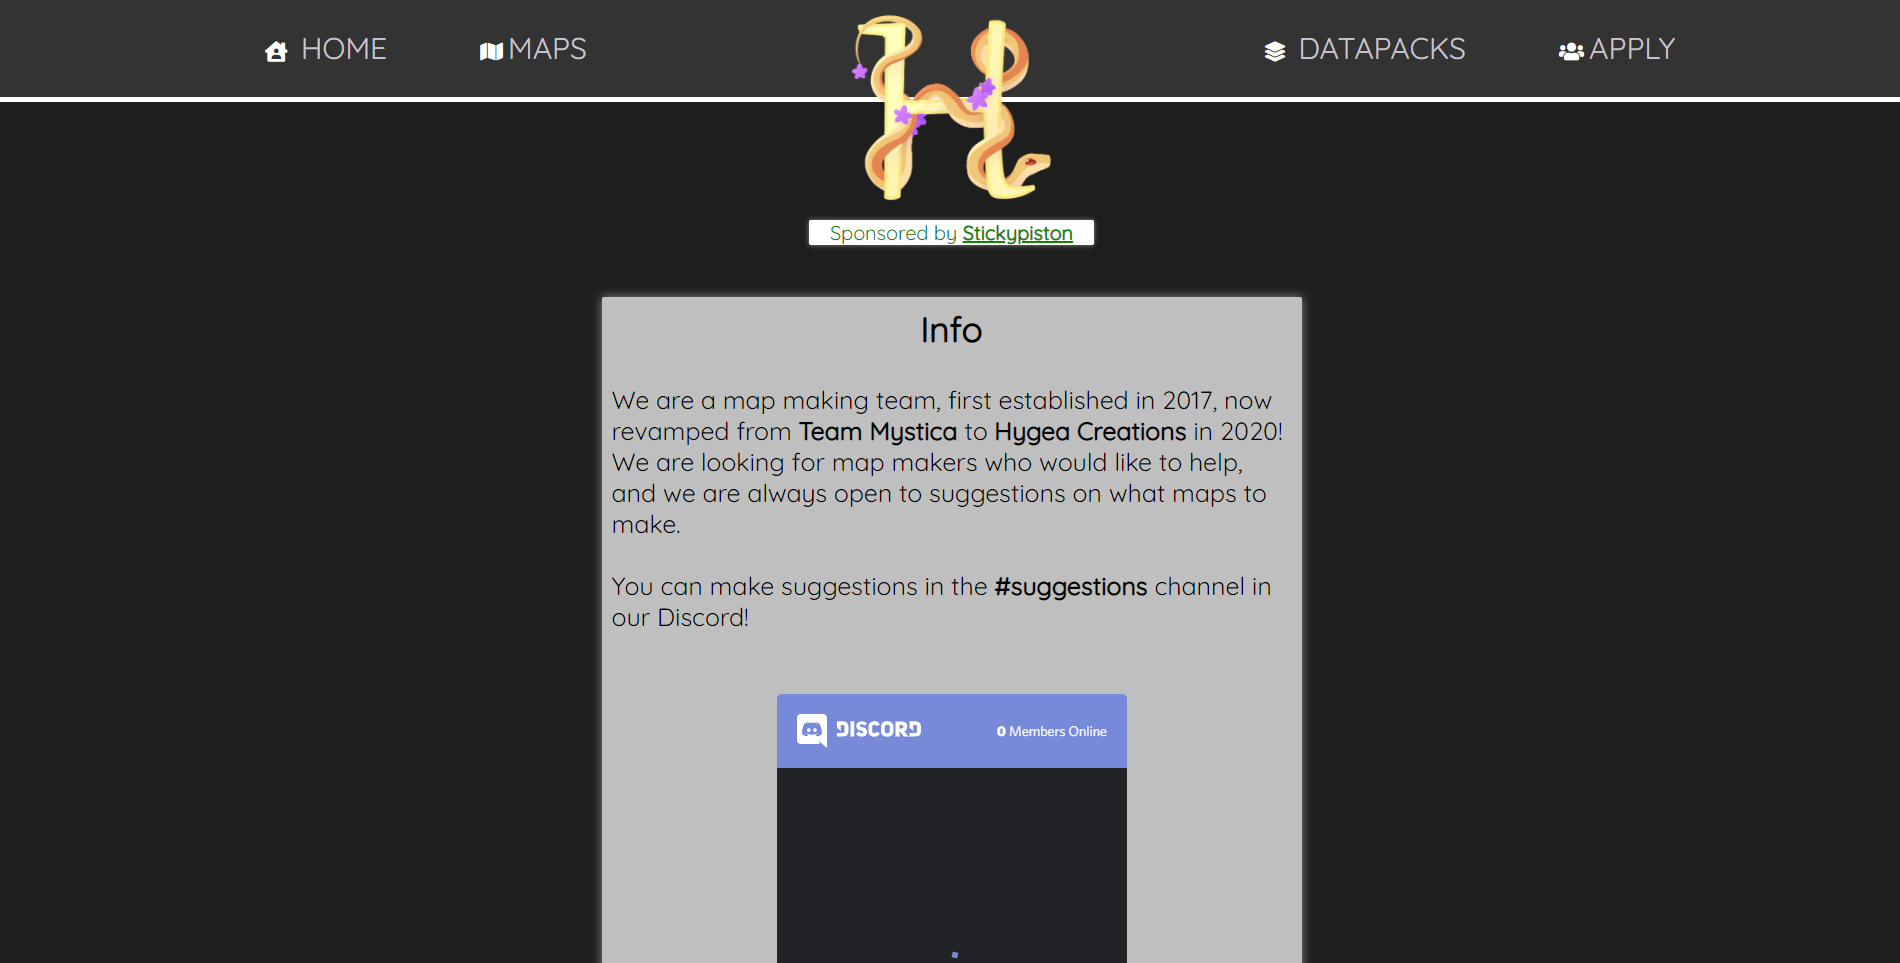 HOME MAPS DATAPACKS APPLY
H
Sponsored by Stickypiston
Info
We are a map making team, first established in 2017, now
revamped from Team Mystica to Hygea Creations in 2020!
We are looking for map makers who would like to help,
and we are always open to suggestions on what maps to
make.
You can make suggestions in the #suggestions channel in
our Discord!
DISCORD 0 Members Online